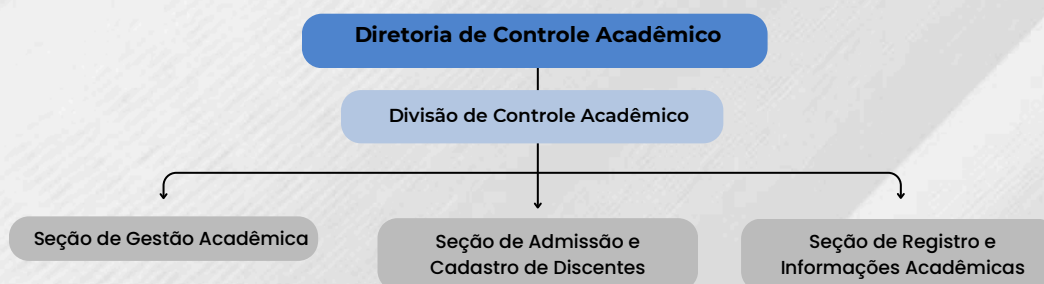 Diretoria de Controle Acadêmico
Divisão de Controle Acadêmico
Seção de Gestão Acadêmica
Seção de Admissão e
Cadastro de Discentes
Seção de Registro e
Informações Acadêmicas